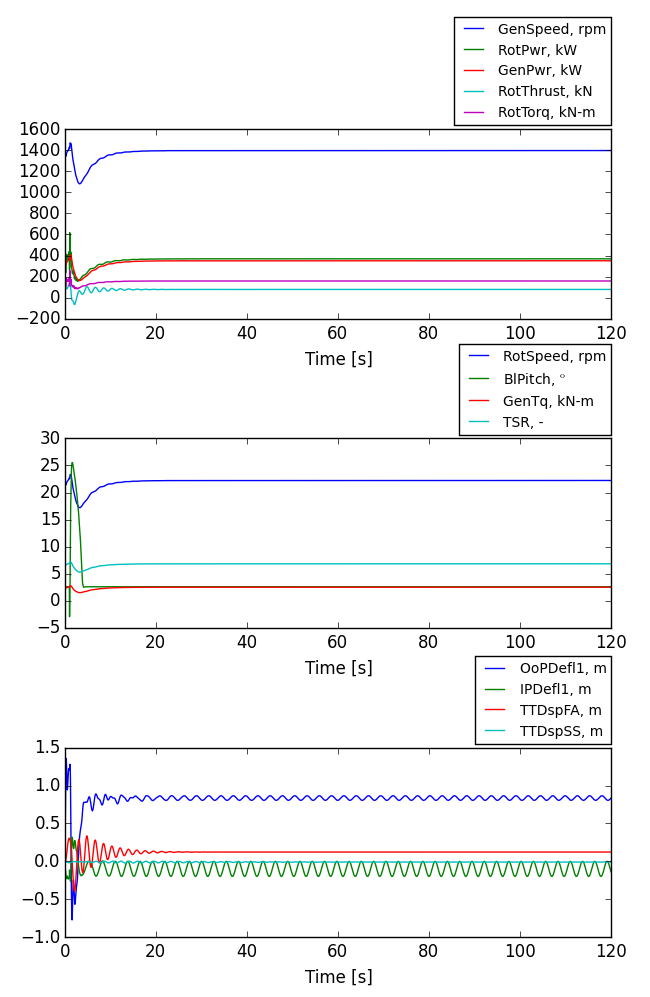 GenSpeed, rpm
RotPwr, kW
GenPwr, kW
RotThrust, kN
RotTorq, kN-m
1600
1400
1200
1000
800
600
400
200
0
−200
0 20 40 60 80 100 120
Time [s]
RotSpeed, rpm
BlPitch, °
GenTq, kN-m
TSR, -
30
25
20
15
10
5
0
−5
0 20 40 60 80 100 120
Time [s]
OoPDefl1, m
IPDefl1, m
TTDspFA, m
TTDspSS, m
1.5
1.0
0.5
0.0
−0.5
−1.0
0 20 40 60 80 100 120
Time [s]